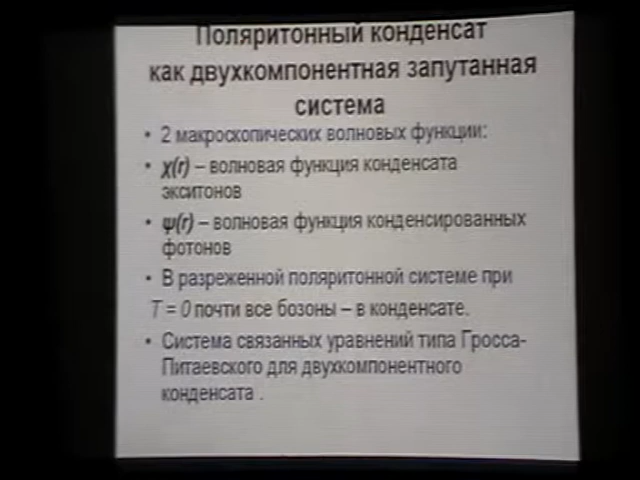 Поляритонный конденсат
как двухкомпонентная запутанная
система
• 2 макроскопических волновых функции:
• χ(r) – волновая функция конденсата
экситонов
• ψ(r) – волновая функция конденсированных
фотонов
• В разреженной поляритонной системе при
T = 0 почти все бозоны – в конденсате.
• Система связанных уравнений типа Гросса-
Питаевского для двухкомпонентного
конденсата .